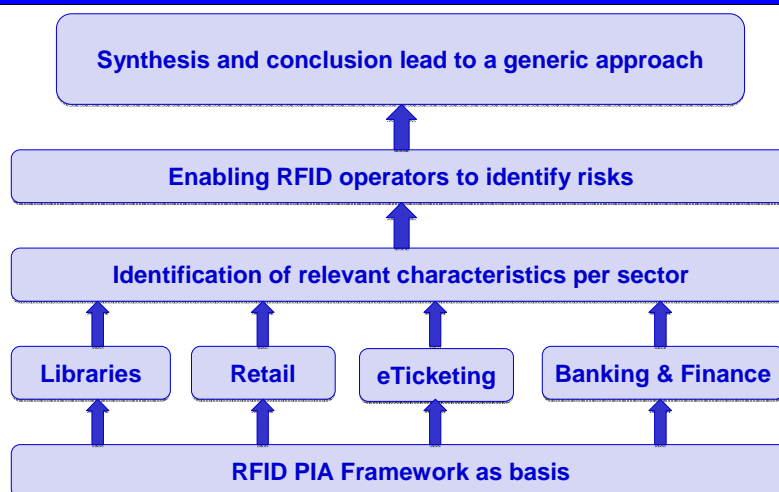 Synthesis and conclusion lead to a generic approach
Enabling RFID operators to identify risks
Identification of relevant characteristics per sector
Libraries
Retail
eTicketing
Banking & Finance
RFID PIA Framework as basis